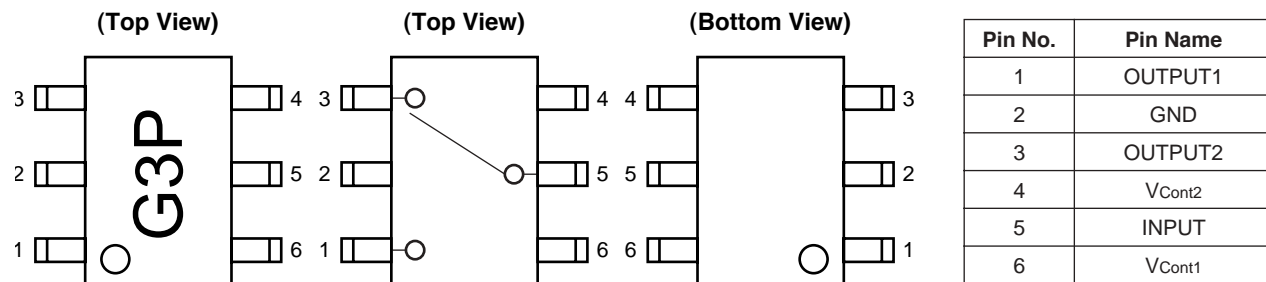 (Top View) (Top View) (Bottom View)
3 4 3 4 4 3
2 5 2 5 5 2
1 6 1 6 6 1
G3P
Pin No. Pin Name
1 OUTPUT1
2 GND
3 OUTPUT2
4 VCont2
5 INPUT
6 VCont1